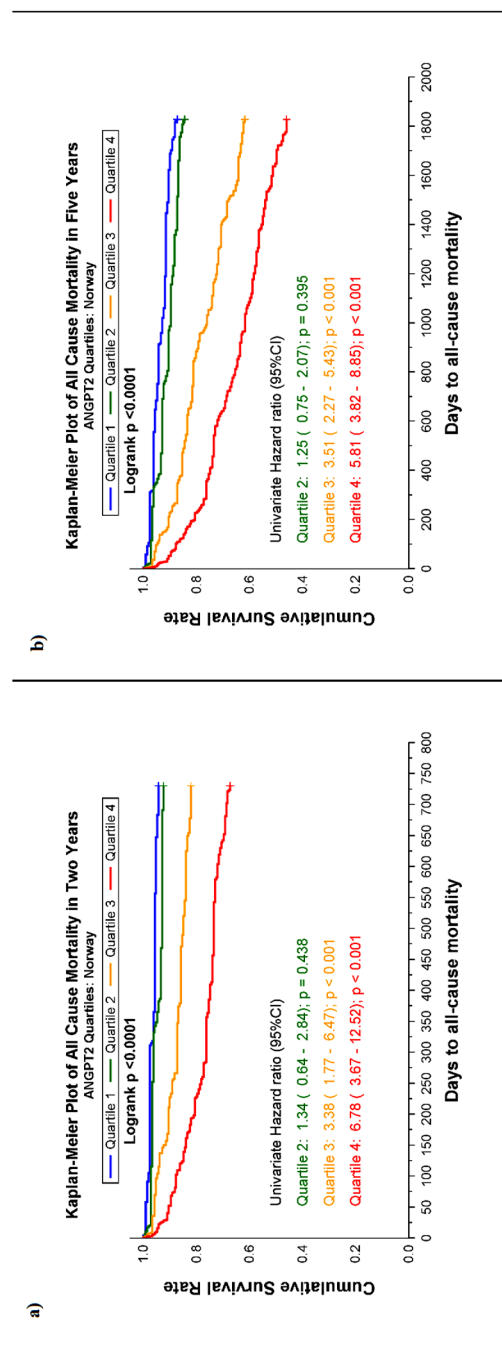 a)
Kaplan-Meier Plot of All Cause Mortality in Two Years
ANGPT2 Quartiles: Norway
Quartile 1 Quartile 2 Quartile 3 Quartile 4
Logrank p <0.0001
Cumulative Survival Rate
1.0
0.8
0.6
0.4
0.2
0.0
Univariate Hazard ratio (95%CI)
Quartile 2: 1.34 ( 0.64 - 2.84); p = 0.438
Quartile 3: 3.38 ( 1.77 - 6.47); p < 0.001
Quartile 4: 6.78 ( 3.67 - 12.52); p < 0.001
0 50 100 150 200 250 300 350 400 450 500 550 600 650 700 750 800
Days to all-cause mortality
b)
Kaplan-Meier Plot of All Cause Mortality in Five Years
ANGPT2 Quartiles: Norway
Quartile 1 Quartile 2 Quartile 3 Quartile 4
Logrank p <0.0001
Cumulative Survival Rate
1.0
0.8
0.6
0.4
0.2
0.0
Univariate Hazard ratio (95%CI)
Quartile 2: 1.25 ( 0.75 - 2.07); p = 0.395
Quartile 3: 3.51 ( 2.27 - 5.43); p < 0.001
Quartile 4: 5.81 ( 3.82 - 8.85); p < 0.001
0 200 400 600 800 1000 1200 1400 1600 1800 2000
Days to all-cause mortality